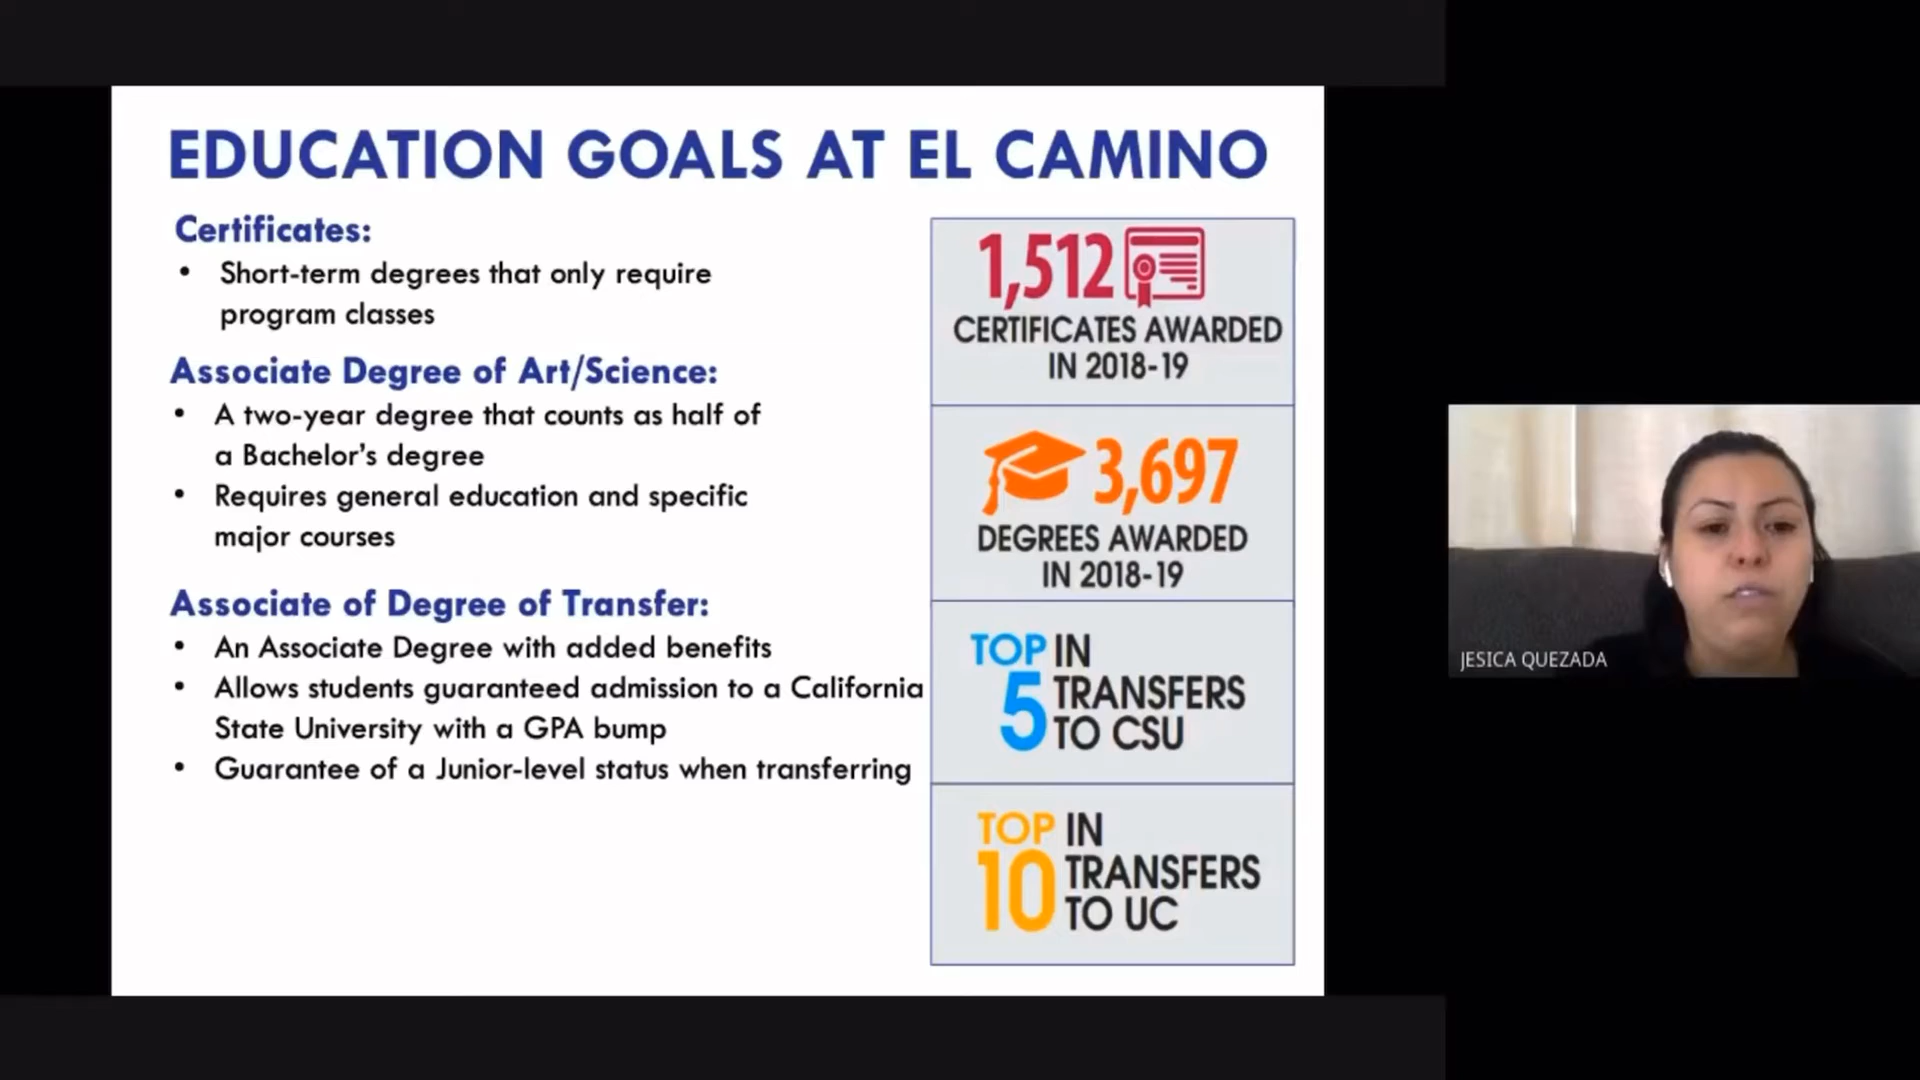 EDUCATION GOALS AT EL CAMINO
Certificates:
• Short-term degrees that only require
program classes
Associate Degree of Art/Science:
• A two-year degree that counts as half of
a Bachelor's degree
• Requires general education and specific
major courses
Associate of Degree of Transfer:
• An Associate Degree with added benefits
• Allows students guaranteed admission to a California
State University with a GPA bump
• Guarantee of a Junior-level status when transferring
1,512
CERTIFICATES AWARDED
IN 2018-19
3,697
DEGREES AWARDED
IN 2018-19
TOP IN
5 TRANSFERS
TO CSU
TOP IN
10 TRANSFERS
TO UC
JESICA QUEZADA